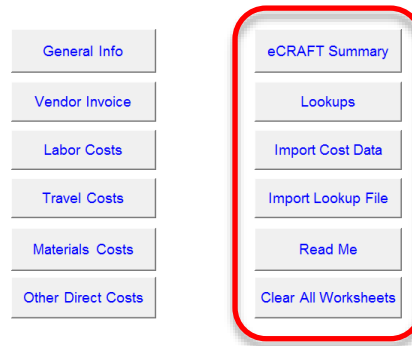 General Info
Vendor Invoice
Labor Costs
Travel Costs
Materials Costs
Other Direct Costs
eCRAFT Summary
Lookups
Import Cost Data
Import Lookup File
Read Me
Clear All Worksheets